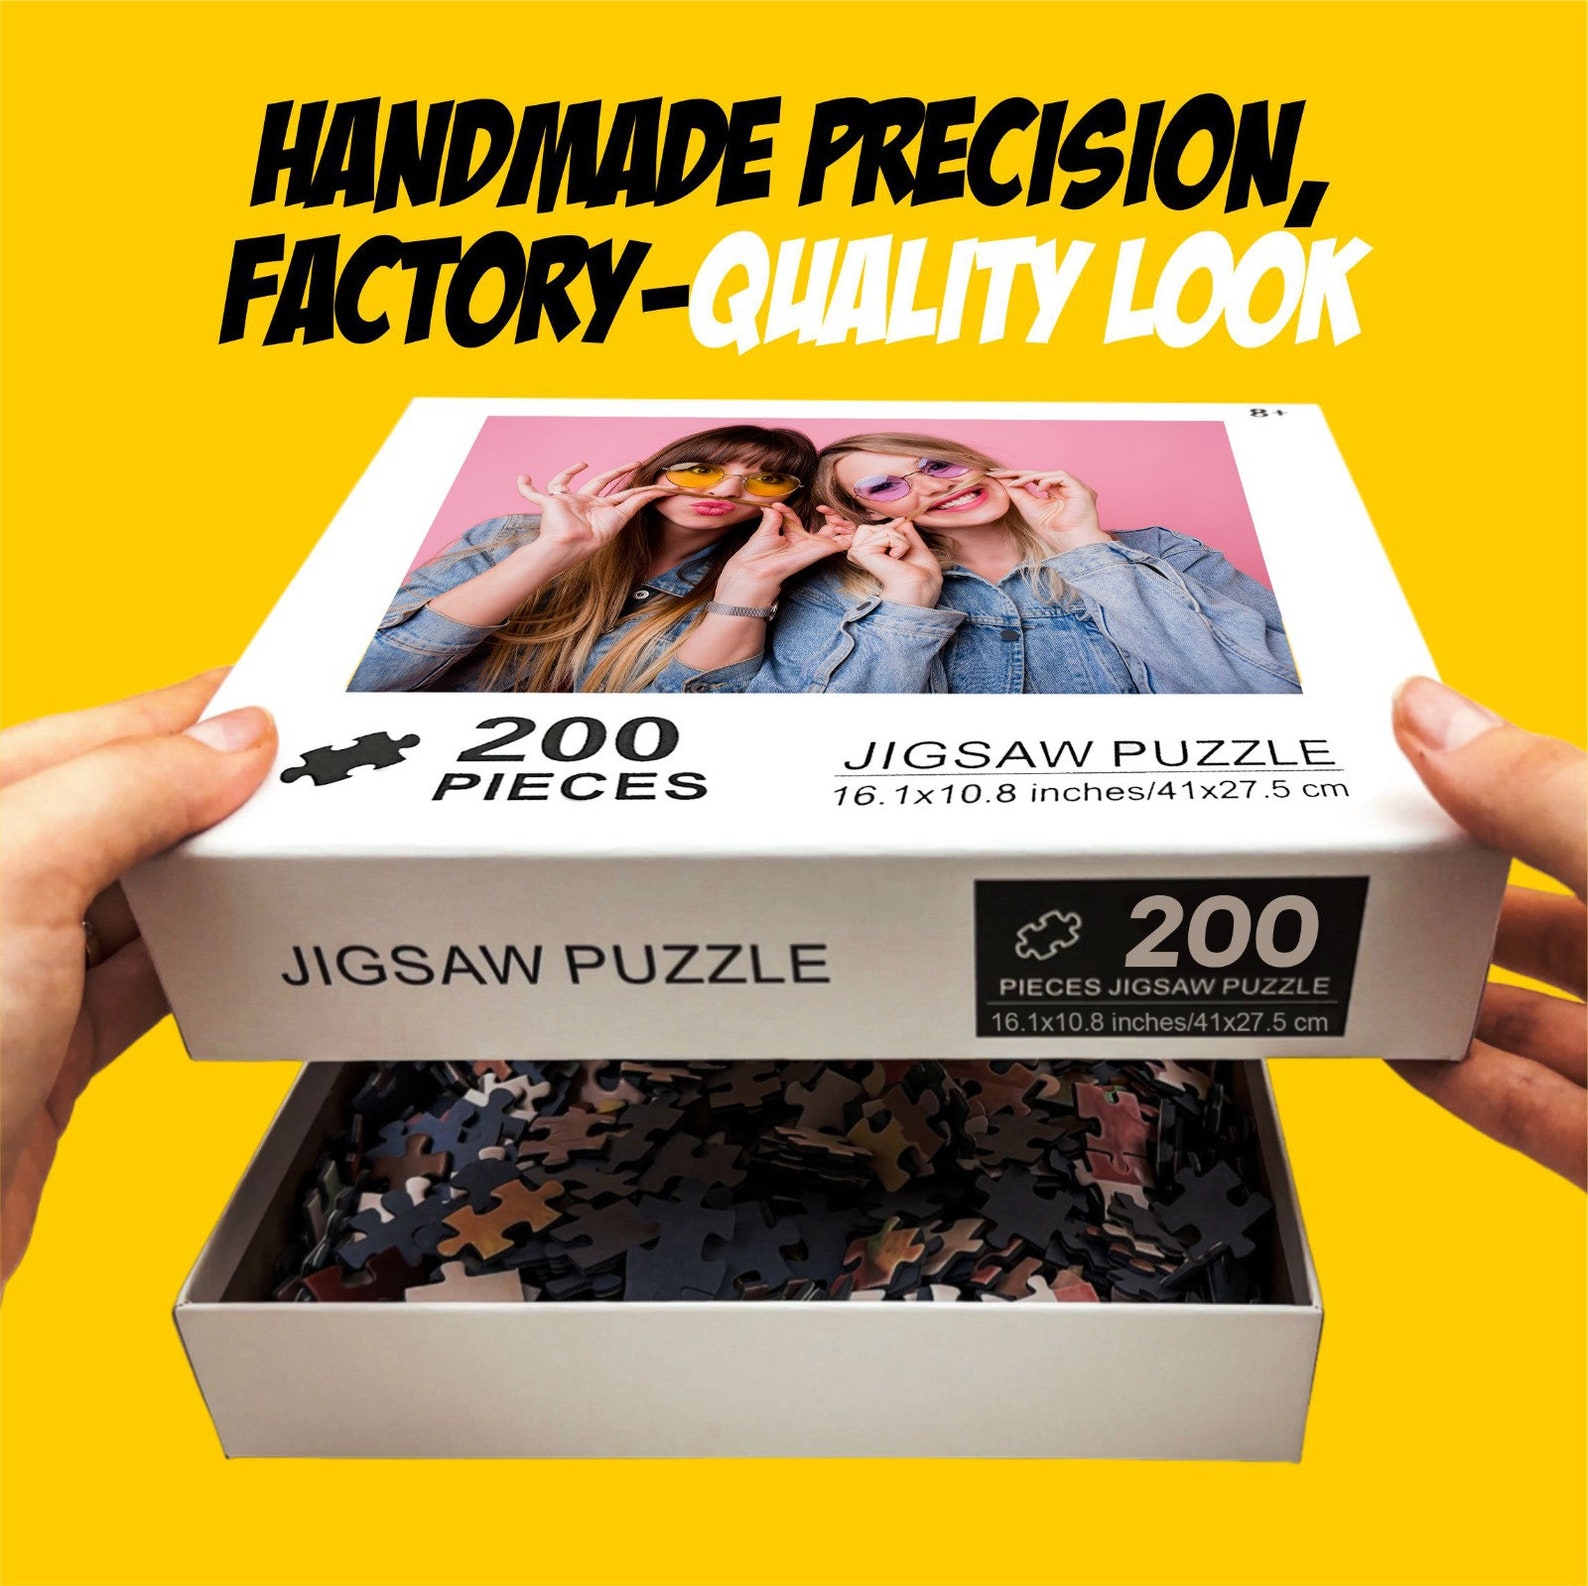 HANDMADE PRECISION,
FACTORY-QUALITY LOOK
8+
200
PIECES
JIGSAW PUZZLE
16.1x10.8 inches/41x27.5 cm
JIGSAW PUZZLE
200
PIECES JIGSAW PUZZLE
16.1x10.8 inches/41x27.5 cm